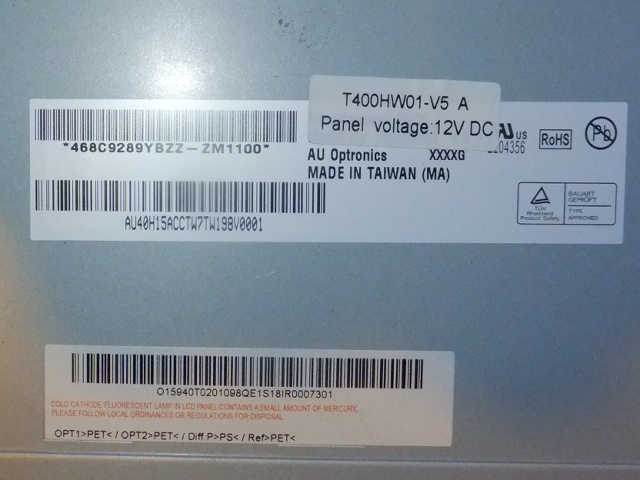 T400HW01-V5 A
Panel voltage:12V DC
US
*468C9289YBZZ-ZM1100*
AU Optronics XXXXG 204356
RoHS
Pb
MADE IN TAIWAN (MA)
AU40H15ACCTW7TW198V0001
TÜV
Rheinland
Product Safety
BAUART
GEPRÜFT
TYPE
APPROVED
O15940T0201098QE1S18IR0007301
COLD CATHODE FLUORESCENT LAMP IN LCD PANEL CONTAINS A SMALL AMOUNT OF MERCURY,
PLEASE FOLLOW LOCAL ORDINANCES OR REGULATIONS FOR DISPOSAL
OPT1>PET< / OPT2>PET< / Diff.P>PS< / Ref>PET<